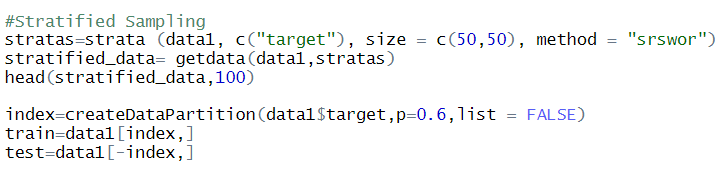 #Stratified Sampling
stratas=strata (data1, c("target"), size = c(50,50), method = "srswor")
stratified_data= getdata(data1,stratas)
head(stratified_data,100)
index=createDataPartition(data1$target,p=0.6,list = FALSE)
train=data1[index,]
test=data1[-index,]